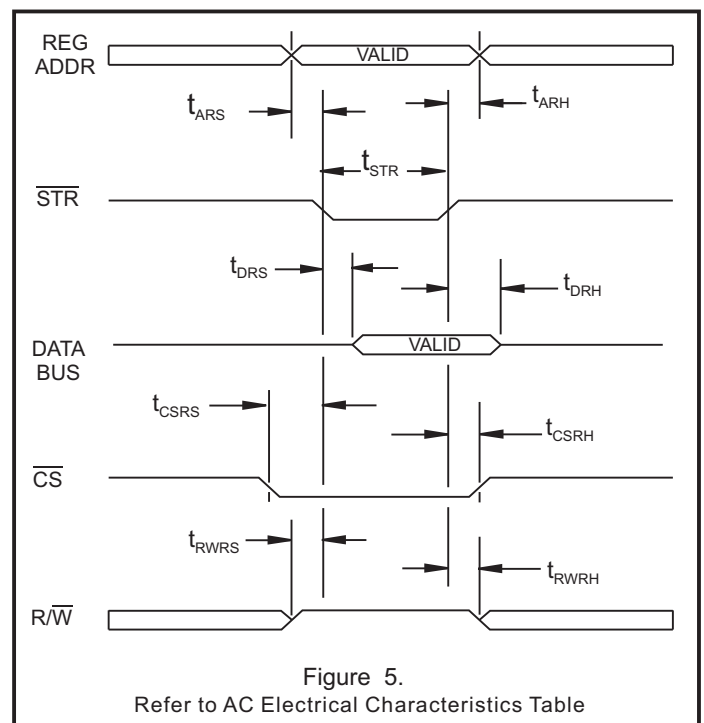 REG
ADDR
VALID
tARS
tARH
tSTR
STR
tDRS
tDRH
DATA
BUS
VALID
tCSRS
tCSRH
CS
tRWRS
tRWRH
R/W
Figure 5.
Refer to AC Electrical Characteristics Table